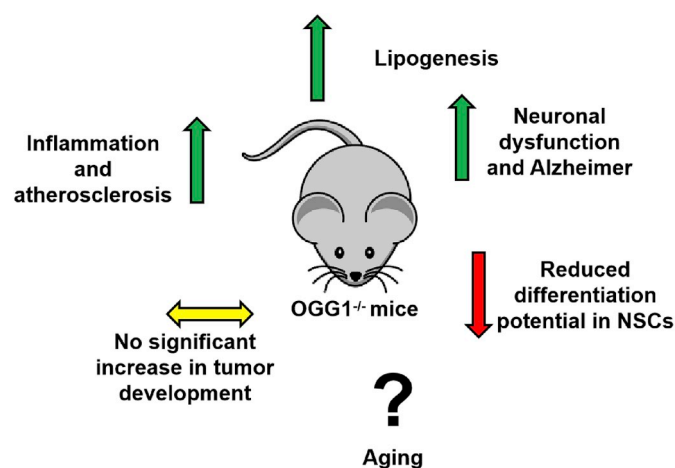 Lipogenesis
Inflammation
and
atherosclerosis
Neuronal
dysfunction
and Alzheimer
OGG1-/- mice
Reduced
differentiation
potential in NSCs
No significant
increase in tumor
development
?
Aging